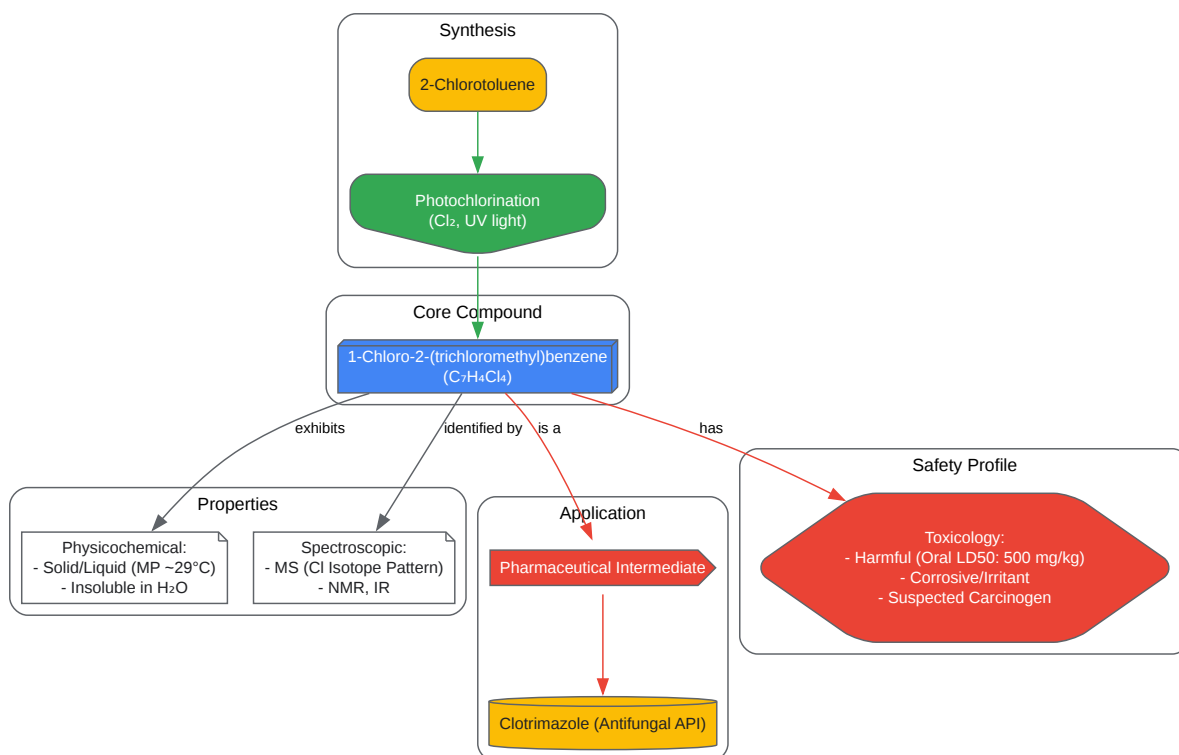 Synthesis
2-Chlorotoluene
Photochlorination
(Cl₂, UV light)
Core Compound
1-Chloro-2-(trichloromethyl)benzene
(C₇H₄Cl₄)
exhibits
identified by
is a
has
Properties
Physicochemical:
- Solid/Liquid (MP ~29°C)
- Insoluble in H₂O
Spectroscopic:
- MS (Cl Isotope Pattern)
- NMR, IR
Application
Pharmaceutical Intermediate
Clotrimazole (Antifungal API)
Safety Profile
Toxicology:
- Harmful (Oral LD50: 500 mg/kg)
- Corrosive/Irritant
- Suspected Carcinogen